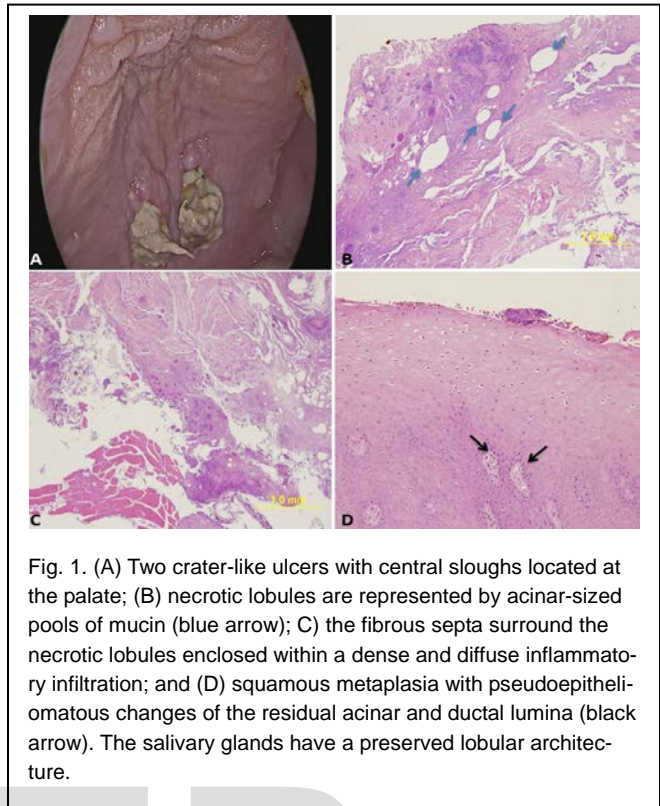 A
B
1.0 mm
C
D
Fig. 1. (A) Two crater-like ulcers with central sloughs located at
the palate; (B) necrotic lobules are represented by acinar-sized
pools of mucin (blue arrow); C) the fibrous septa surround the
necrotic lobules enclosed within a dense and diffuse inflammato-
ry infiltration; and (D) squamous metaplasia with pseudoepitheli-
omatous changes of the residual acinar and ductal lumina (black
arrow). The salivary glands have a preserved lobular architec-
ture.